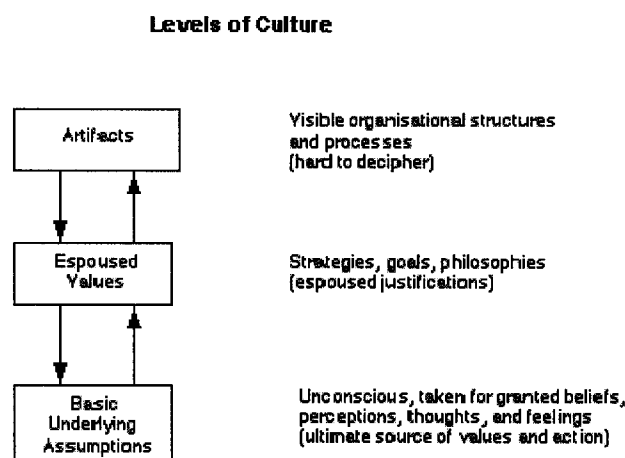 Levels of Culture
Artifacts
Visible organisational structures
and processes
(hard to decipher)
Espoused
Values
Strategies, goals, philosophies
(espoused justifications)
Basic
Underlying
Assumptions
Unconscious, taken for granted beliefs,
perceptions, thoughts, and feelings
(ultimate source of values and action)